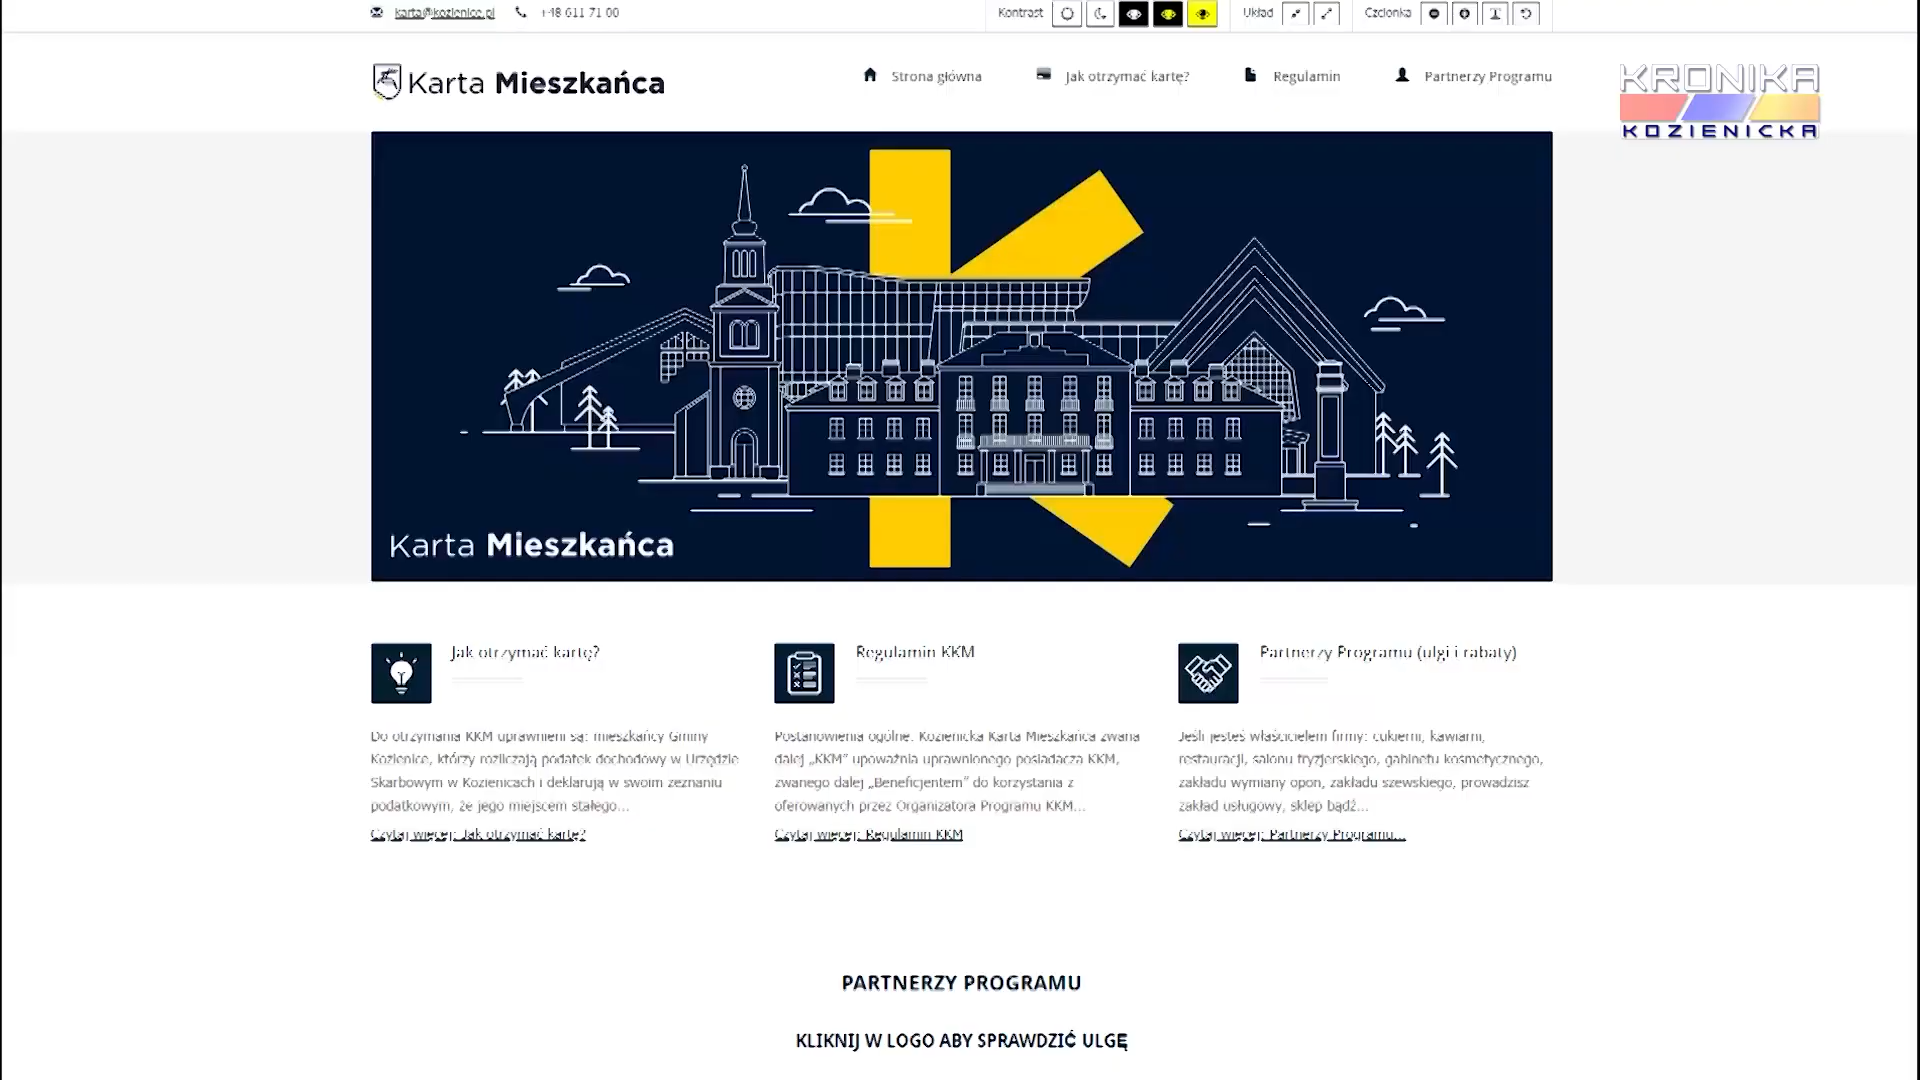 karta@kozienice.pl +48 611 71 00 Kontrast Układ Czcionka
Karta Mieszkańca Strona główna Jak otrzymać kartę? Regulamin Partnerzy Programu
KRONIKA
KOZIENICKA
Karta Mieszkańca
Jak otrzymać kartę?
Do otrzymania KKM uprawnieni są: mieszkańcy Gminy
Kozienice, którzy rozliczają podatek dochodowy w Urzędzie
Skarbowym w Kozienicach i deklarują w swoim zeznaniu
podatkowym, że jego miejscem stałego...
Czytaj więcej: Jak otrzymać kartę?
Regulamin KKM
Postanowienia ogólne. Kozienicka Karta Mieszkańca zwana
dalej „KKM” upoważnia uprawnionego posiadacza KKM,
zwanego dalej „Beneficjentem” do korzystania z
oferowanych przez Organizatora Programu KKM...
Czytaj więcej: Regulamin KKM
Partnerzy Programu (ulgi i rabaty)
Jeśli jesteś właścicielem firmy: cukierni, kawiarni,
restauracji, salonu fryzjerskiego, gabinetu kosmetycznego,
zakładu wymiany opon, zakładu szewskiego, prowadzisz
zakład usługowy, sklep bądź...
Czytaj więcej: Partnerzy Programu...
PARTNERZY PROGRAMU
KLIKNIJ W LOGO ABY SPRAWDZIĆ ULGĘ